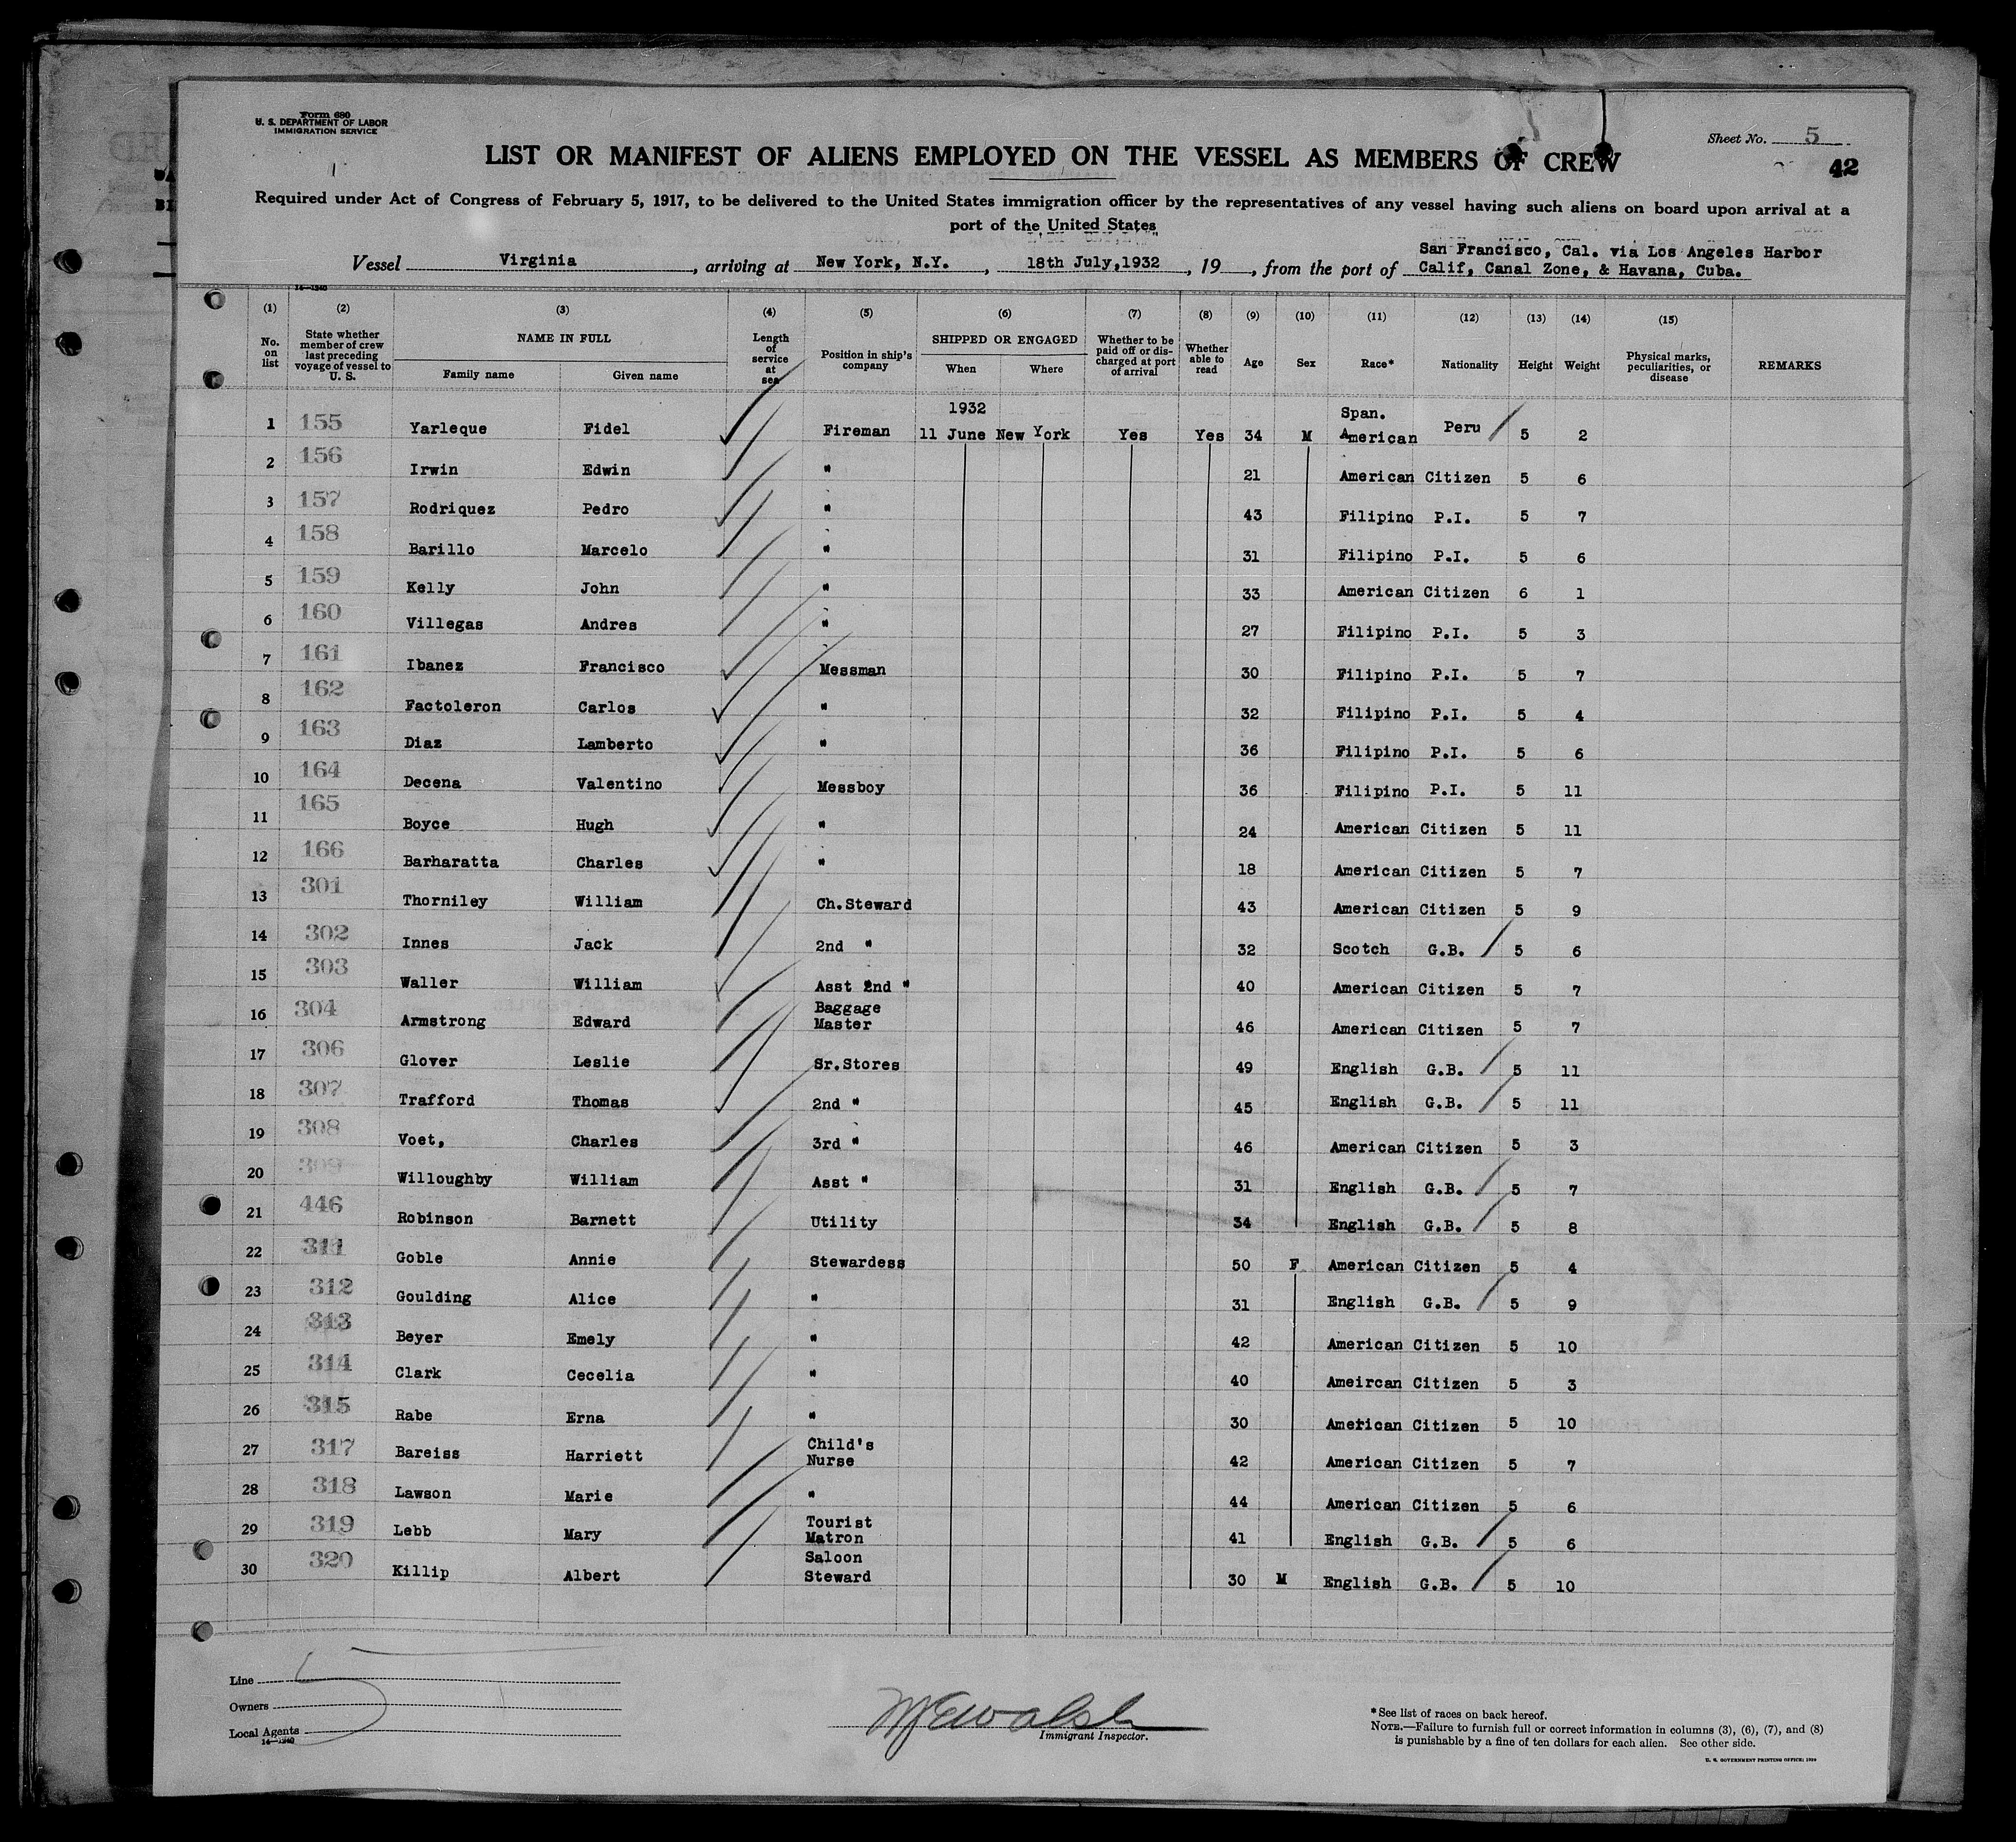 Form 680
U. S. DEPARTMENT OF LABOR
IMMIGRATION SERVICE
Sheet No. 5
42
LIST OR MANIFEST OF ALIENS EMPLOYED ON THE VESSEL AS MEMBERS OF CREW
Required under Act of Congress of February 5, 1917, to be delivered to the United States immigration officer by the representatives of any vessel having such aliens on board upon arrival at a
port of the United States
Vessel Virginia, arriving at New York, N.Y., 18th July,1932, 19, from the port of San Francisco, Cal. via Los Angeles Harbor
Calif, Canal Zone, & Havana, Cuba.
14—1240
(1) (2) (3) (4) (5) (6) (7) (8) (9) (10) (11) (12) (13) (14) (15)
No. on list
State whether member of crew last preceding voyage of vessel to U. S.
NAME IN FULL
Family name
Given name
Length of service at sea
Position in ship's company
SHIPPED OR ENGAGED
When
Where
Whether to be paid off or discharged at port of arrival
Whether able to read
Age
Sex
Race*
Nationality
Height
Weight
Physical marks, peculiarities, or disease
REMARKS
1 155 Yarleque Fidel Fireman 1932 11 June New York Yes Yes 34 M Span. American Peru 5 2
2 156 Irwin Edwin " 21 American Citizen 5 6
3 157 Rodriquez Pedro " 43 Filipino P.I. 5 7
4 158 Barillo Marcelo " 31 Filipino P.I. 5 6
5 159 Kelly John " 33 American Citizen 6 1
6 160 Villegas Andres " 27 Filipino P.I. 5 3
7 161 Ibanez Francisco Messman 30 Filipino P.I. 5 7
8 162 Factoleron Carlos " 32 Filipino P.I. 5 4
9 163 Diaz Lamberto " 36 Filipino P.I. 5 6
10 164 Decena Valentino Messboy 36 Filipino P.I. 5 11
11 165 Boyce Hugh " 24 American Citizen 5 11
12 166 Barharatta Charles " 18 American Citizen 5 7
13 301 Thorniley William Ch.Steward 43 American Citizen 5 9
14 302 Innes Jack 2nd " 32 Scotch G.B. 5 6
15 303 Waller William Asst 2nd " 40 American Citizen 5 7
16 304 Armstrong Edward Baggage Master 46 American Citizen 5 7
17 306 Glover Leslie Sr.Stores 49 English G.B. 5 11
18 307 Trafford Thomas 2nd " 45 English G.B. 5 11
19 308 Voet, Charles 3rd " 46 American Citizen 5 3
20 309 Willoughby William Asst " 31 English G.B. 5 7
21 446 Robinson Barnett Utility 34 English G.B. 5 8
22 311 Goble Annie Stewardess 50 F American Citizen 5 4
23 312 Goulding Alice " 31 English G.B. 5 9
24 313 Beyer Emely " 42 American Citizen 5 10
25 314 Clark Cecelia " 40 Ameircan Citizen 5 3
26 315 Rabe Erna " 30 American Citizen 5 10
27 317 Bareiss Harriett Child's Nurse 42 American Citizen 5 7
28 318 Lawson Marie " 44 American Citizen 5 6
29 319 Lebb Mary Tourist Matron 41 English G.B. 5 6
30 320 Killip Albert Saloon Steward 30 M English G.B. 5 10
Line
Owners
Local Agents
14—1240
Immigrant Inspector.
*See list of races on back hereof.
NOTE.—Failure to furnish full or correct information in columns (3), (6), (7), and (8)
is punishable by a fine of ten dollars for each alien. See other side.